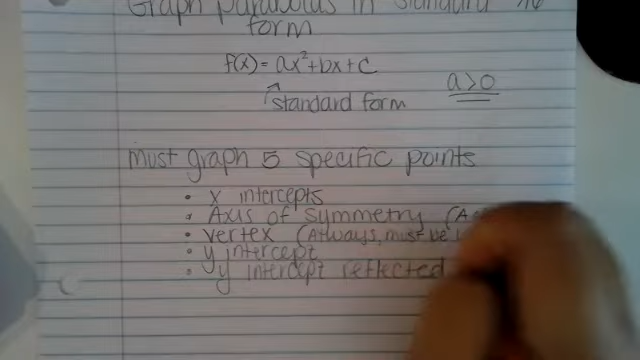 Graph parabolas in standard
form
f(x) = ax²+bx+c
standard form
a>0
Must graph 5 specific points
• x intercepts
• Axis of Symmetry (A
• vertex (Always, must be
• y intercept
• y intercept reflected